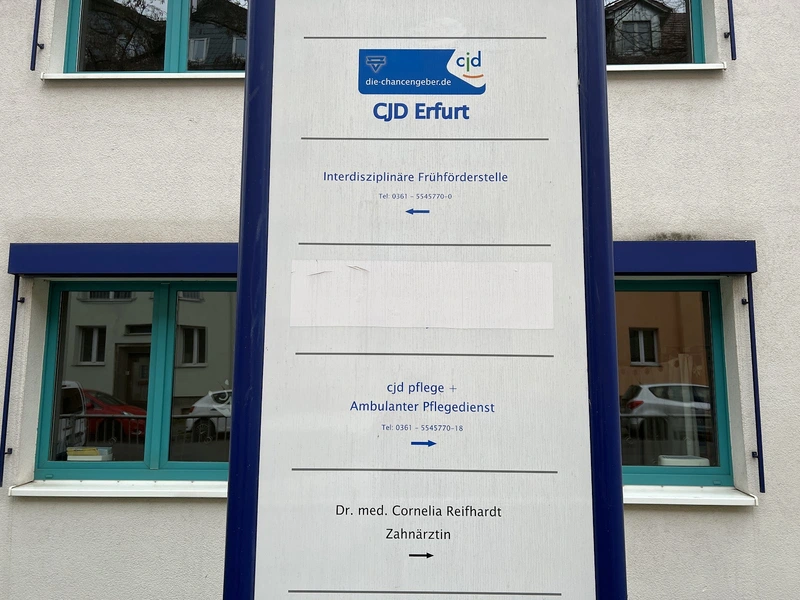 die-chancengeber.de
cjd
CJD Erfurt
Interdisziplinäre Frühförderstelle
Tel: 0361 - 5545770-0
cjd pflege +
Ambulanter Pflegedienst
Tel: 0361 - 5545770-18
Dr. med. Cornelia Reifhardt
Zahnärztin